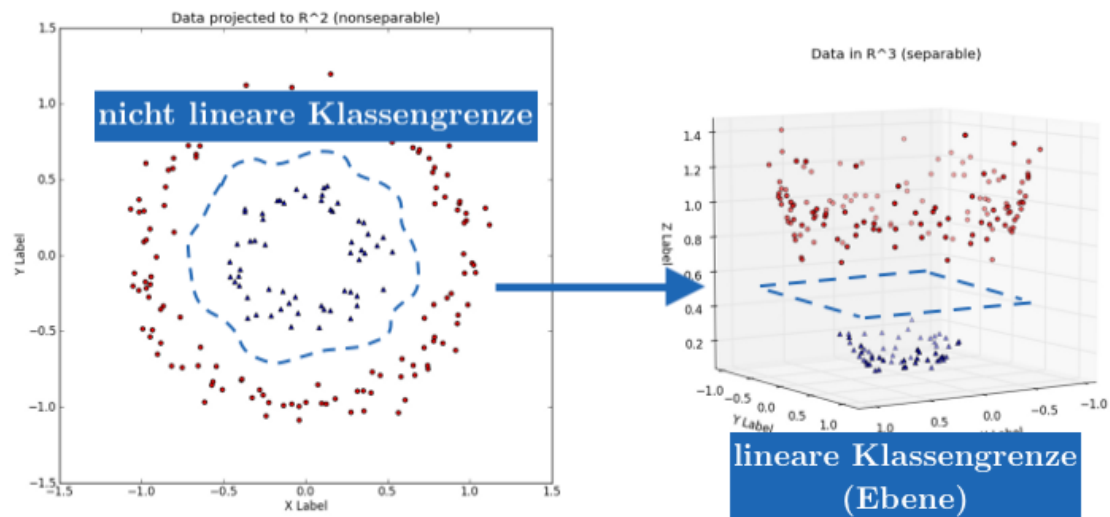 Data projected to R^2 (nonseparable)
nicht lineare Klassengrenze
1.5
1.0
0.5
0.0
−0.5
−1.0
−1.5
Y Label
−1.5 −1.0 −0.5 0.0 0.5 1.0 1.5
X Label
Data in R^3 (separable)
1.4
1.2
1.0
0.8
0.6
0.4
0.2
Z Label
−1.0 −0.5 0.0 0.5 1.0
Y Label
1.0 0.5 0.0 −0.5 −1.0
Label
lineare Klassengrenze
(Ebene)